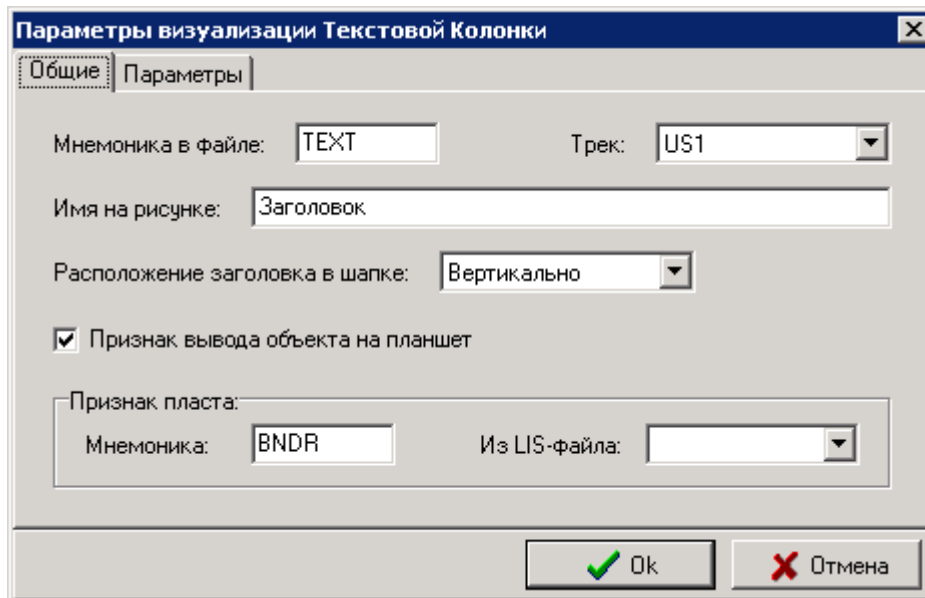 Параметры визуализации Текстовой Колонки
Общие Параметры
Мнемоника в файле: TEXT Трек: US1
Имя на рисунке: Заголовок
Расположение заголовка в шапке: Вертикально
Признак вывода объекта на планшет
Признак пласта:
Мнемоника: BNDR Из LIS-файла:
Ok Отмена